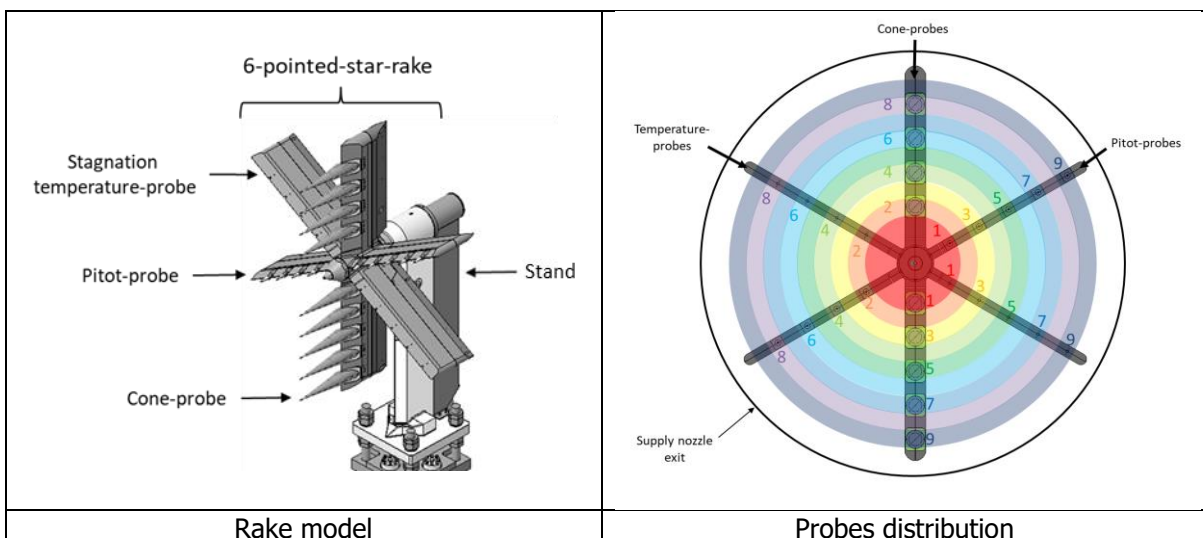 6-pointed-star-rake
Stagnation
temperature-probe
Pitot-probe
Stand
Cone-probe
Cone-probes
8
Temperature-
probes
6
Pitot-probes
9
4
7
8
5
6
2
3
4
2
1
1
1
2
3
3
4
5
5
6
7
8
7
9
Supply nozzle
exit
9
Rake model
Probes distribution